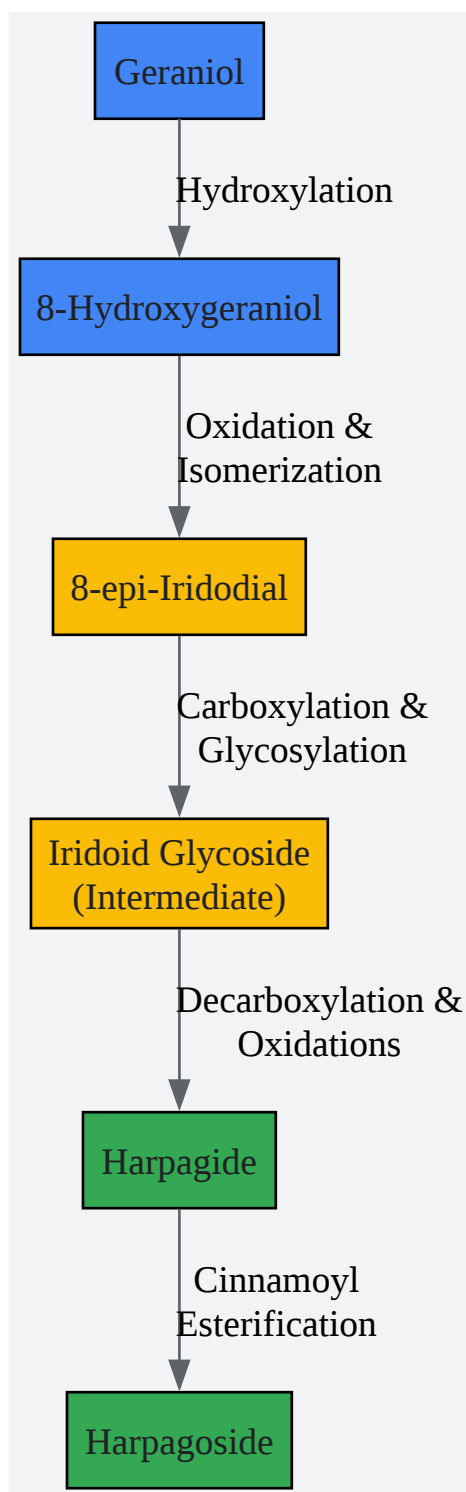 Geraniol
Hydroxylation
8-Hydroxygeraniol
Oxidation &
Isomerization
8-epi-Iridodial
Carboxylation &
Glycosylation
Iridoid Glycoside
(Intermediate)
Decarboxylation &
Oxidations
Harpagide
Cinnamoyl
Esterification
Harpagoside